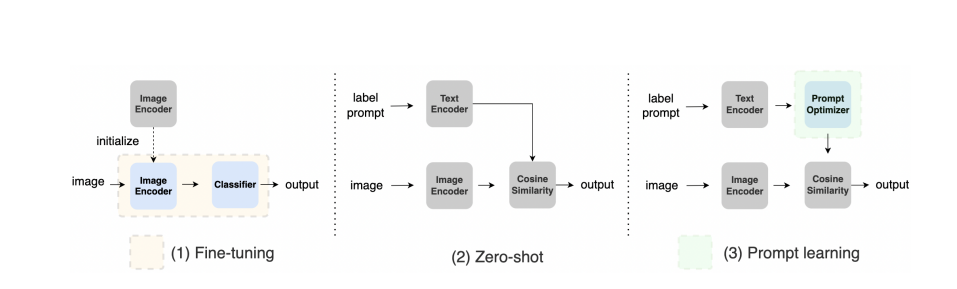 Image
Encoder
initialize
image
Image
Encoder
Classifier
output
(1) Fine-tuning
label
prompt
Text
Encoder
image
Image
Encoder
Cosine
Similarity
output
(2) Zero-shot
label
prompt
Text
Encoder
Prompt
Optimizer
image
Image
Encoder
Cosine
Similarity
output
(3) Prompt learning